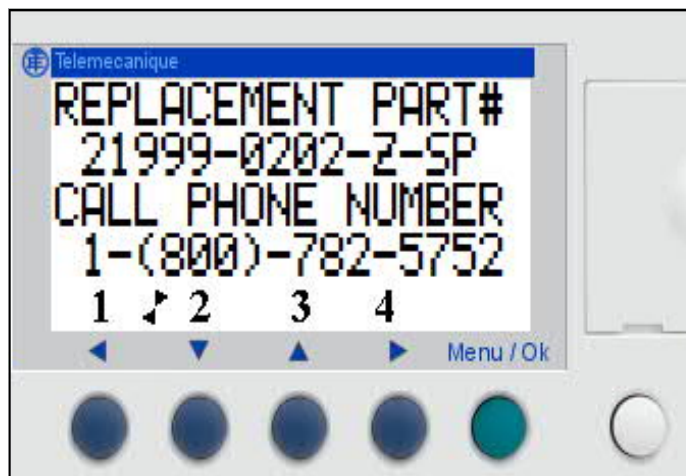 Telemecanique
REPLACEMENT PART#
21999-0202-Z-SP
CALL PHONE NUMBER
1-(800)-782-5752
1 2 3 4
Menu / Ok